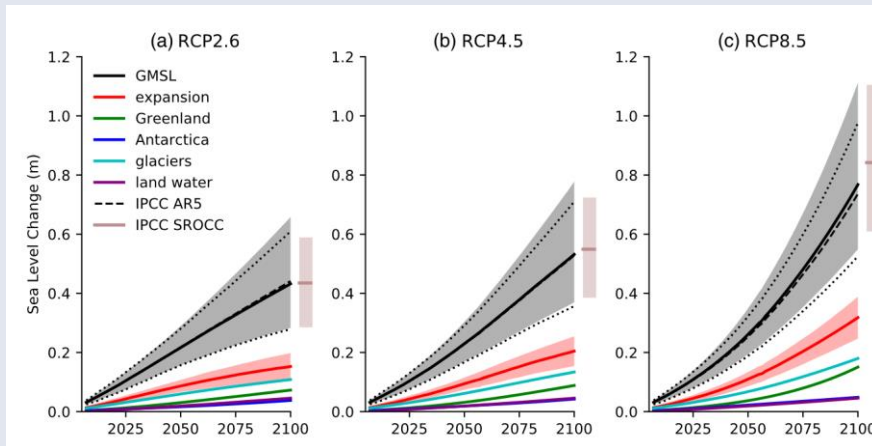 (a) RCP2.6
(b) RCP4.5
(c) RCP8.5
Sea Level Change (m)
1.2
1.0
0.8
0.6
0.4
0.2
0.0
GMSL
expansion
Greenland
Antarctica
glaciers
land water
IPCC AR5
IPCC SROCC
2025 2050 2075 2100
1.2
1.0
0.8
0.6
0.4
0.2
0.0
2025 2050 2075 2100
1.2
1.0
0.8
0.6
0.4
0.2
0.0
2025 2050 2075 2100